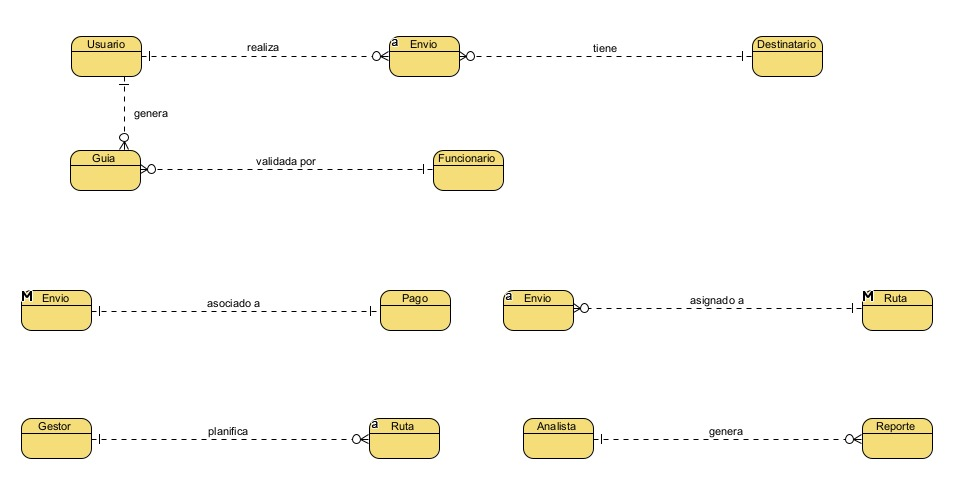 Usuario
realiza
a
Envio
tiene
Destinatario
genera
Guia
validada por
Funcionario
M
Envio
asociado a
Pago
a
Envio
asignado a
M
Ruta
Gestor
planifica
a
Ruta
Analista
genera
Reporte